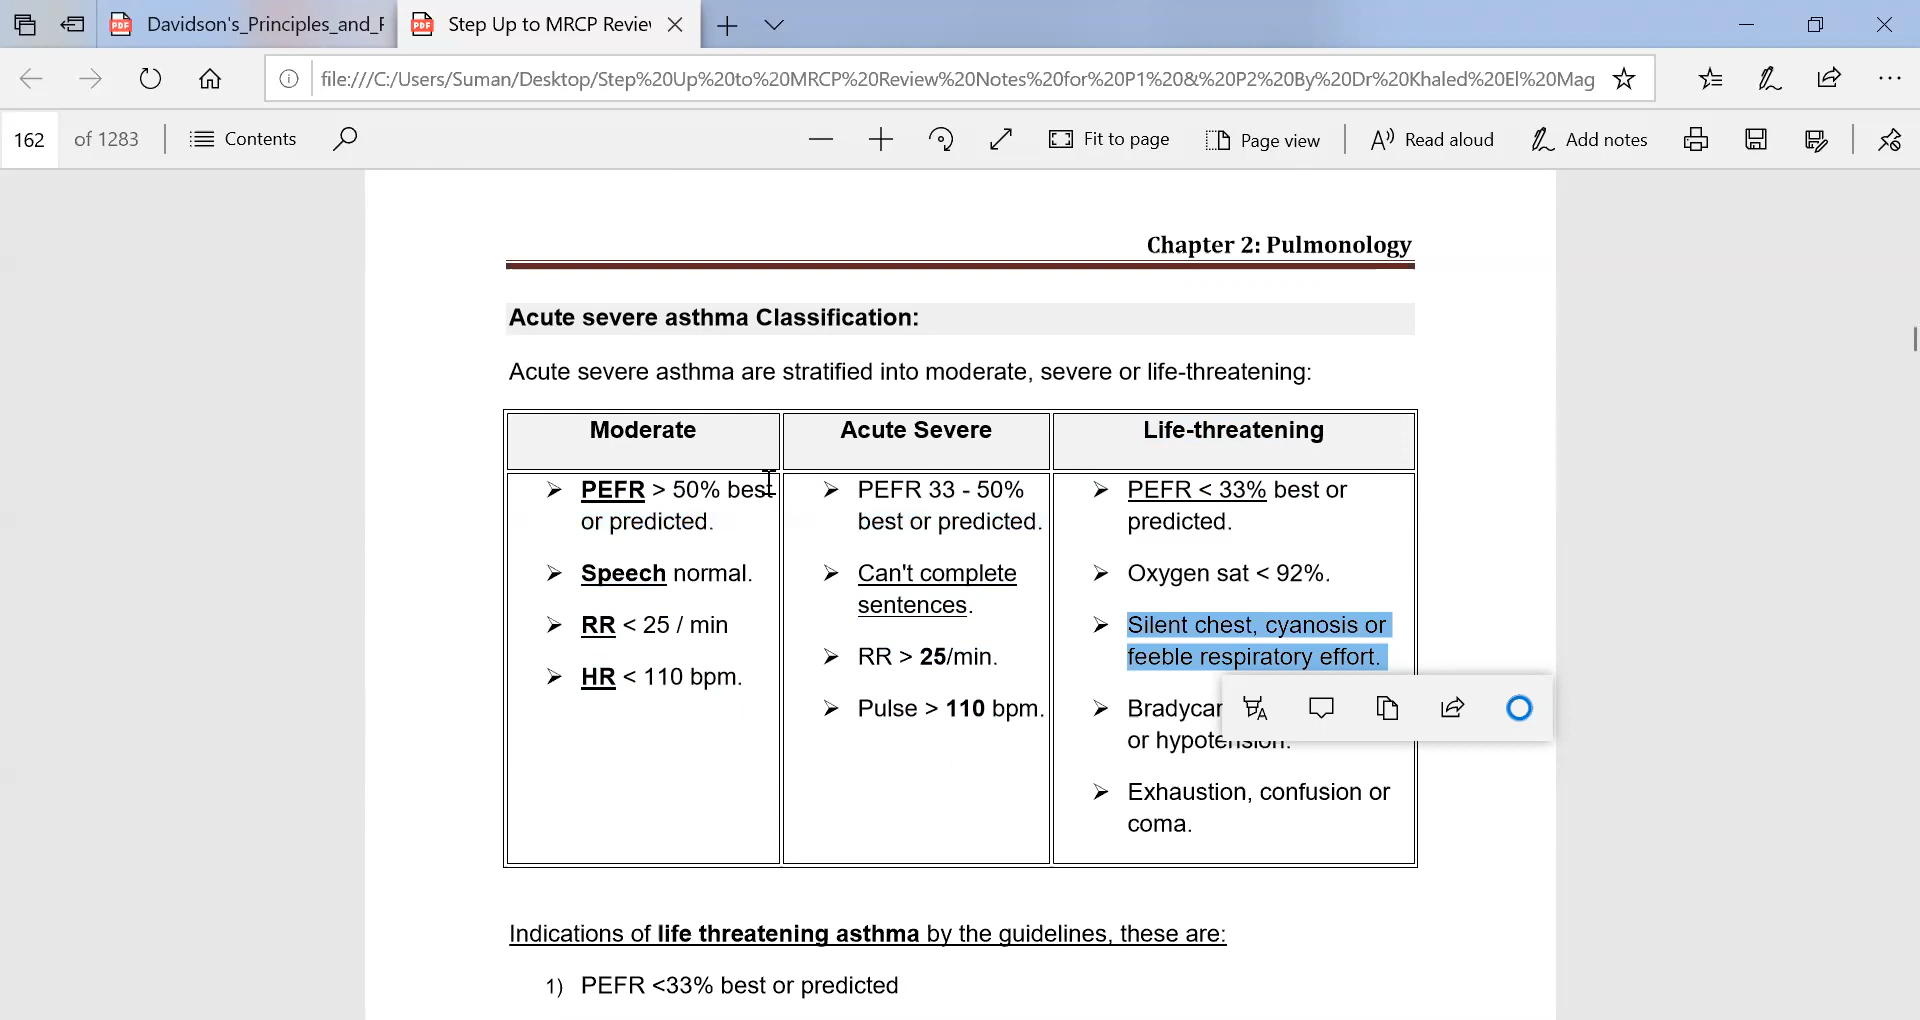 Davidson's_Principles_and_
Step Up to MRCP Review
file:///C:/Users/Suman/Desktop/Step%20Up%20to%20MRCP%20Review%20Notes%20for%20P1%20&%20P2%20By%20Dr%20Khaled%20El%20Mag
162 of 1283
Contents
Fit to page
Page view
Read aloud
Add notes
Chapter 2: Pulmonology
Acute severe asthma Classification:
Acute severe asthma are stratified into moderate, severe or life-threatening:
Moderate
PEFR > 50% best
or predicted.
Speech normal.
RR < 25 / min
HR < 110 bpm.
Acute Severe
PEFR 33 - 50%
best or predicted.
Can't complete
sentences.
RR > 25/min.
Pulse > 110 bpm.
Life-threatening
PEFR < 33% best or
predicted.
Oxygen sat < 92%.
Silent chest, cyanosis or
feeble respiratory effort.
Bradycar
or hypotension.
Exhaustion, confusion or
coma.
Indications of life threatening asthma by the guidelines, these are:
1) PEFR <33% best or predicted